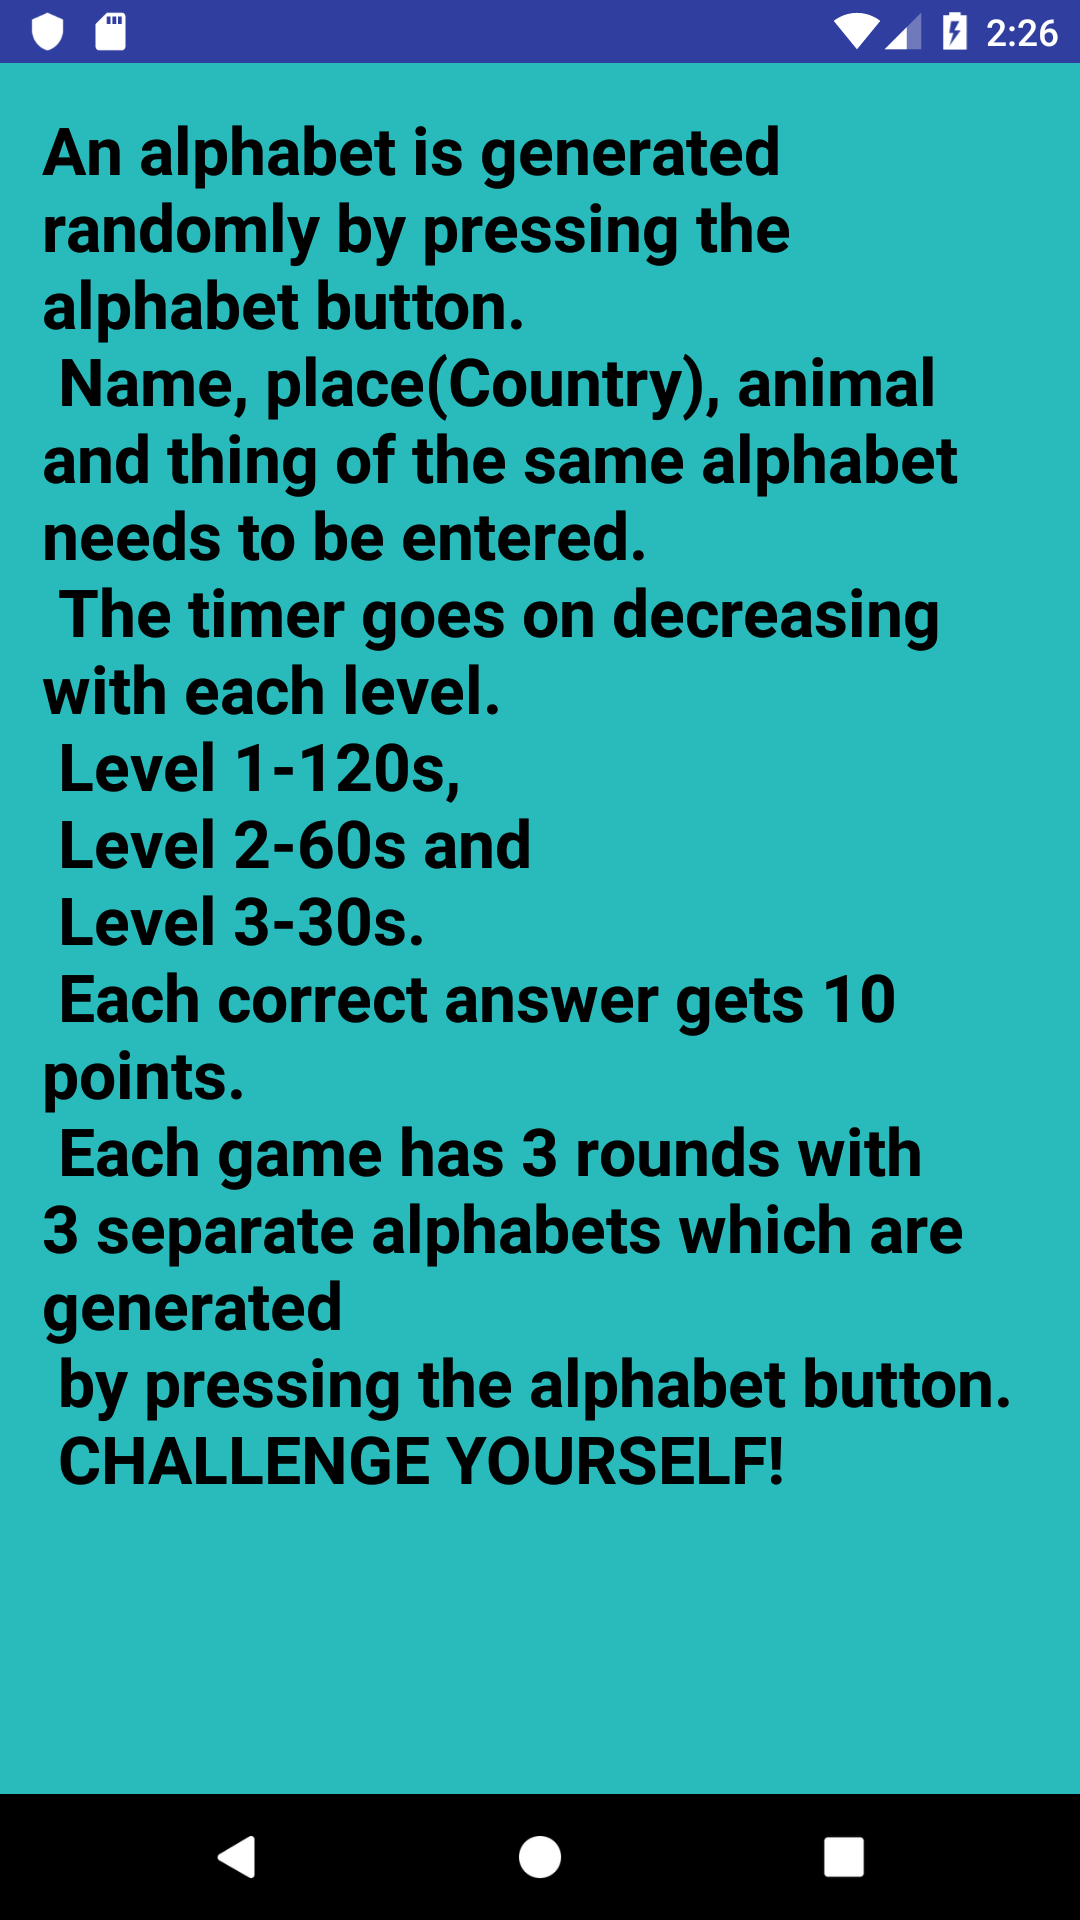 2:26
An alphabet is generated
randomly by pressing the
alphabet button.
Name, place(Country), animal
and thing of the same alphabet
needs to be entered.
The timer goes on decreasing
with each level.
Level 1-120s,
Level 2-60s and
Level 3-30s.
Each correct answer gets 10
points.
Each game has 3 rounds with
3 separate alphabets which are
generated
by pressing the alphabet button.
CHALLENGE YOURSELF!